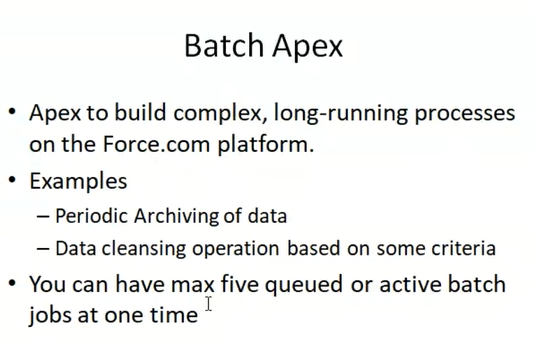 Batch Apex
• Apex to build complex, long-running processes
on the Force.com platform.
• Examples
– Periodic Archiving of data
– Data cleansing operation based on some criteria
• You can have max five queued or active batch
jobs at one time